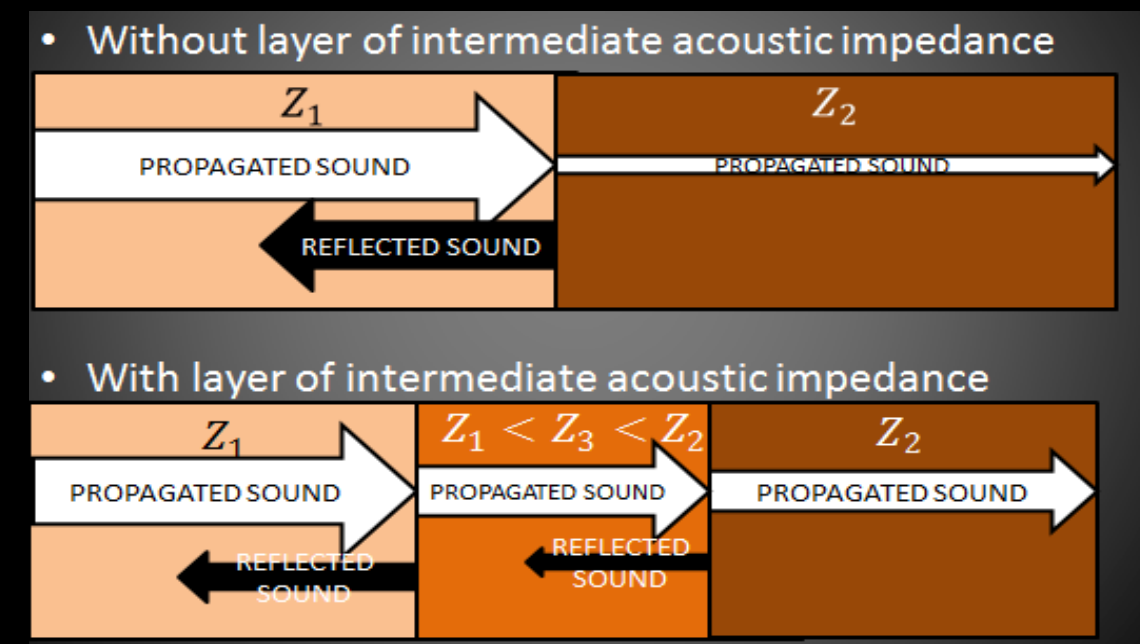 • Without layer of intermediate acoustic impedance
Z₁ Z₂
PROPAGATED SOUND PROPAGATED SOUND
REFLECTED SOUND
• With layer of intermediate acoustic impedance
Z₁ Z₁ < Z₃ < Z₂ Z₂
PROPAGATED SOUND PROPAGATED SOUND PROPAGATED SOUND
REFLECTED REFLECTED
SOUND SOUND